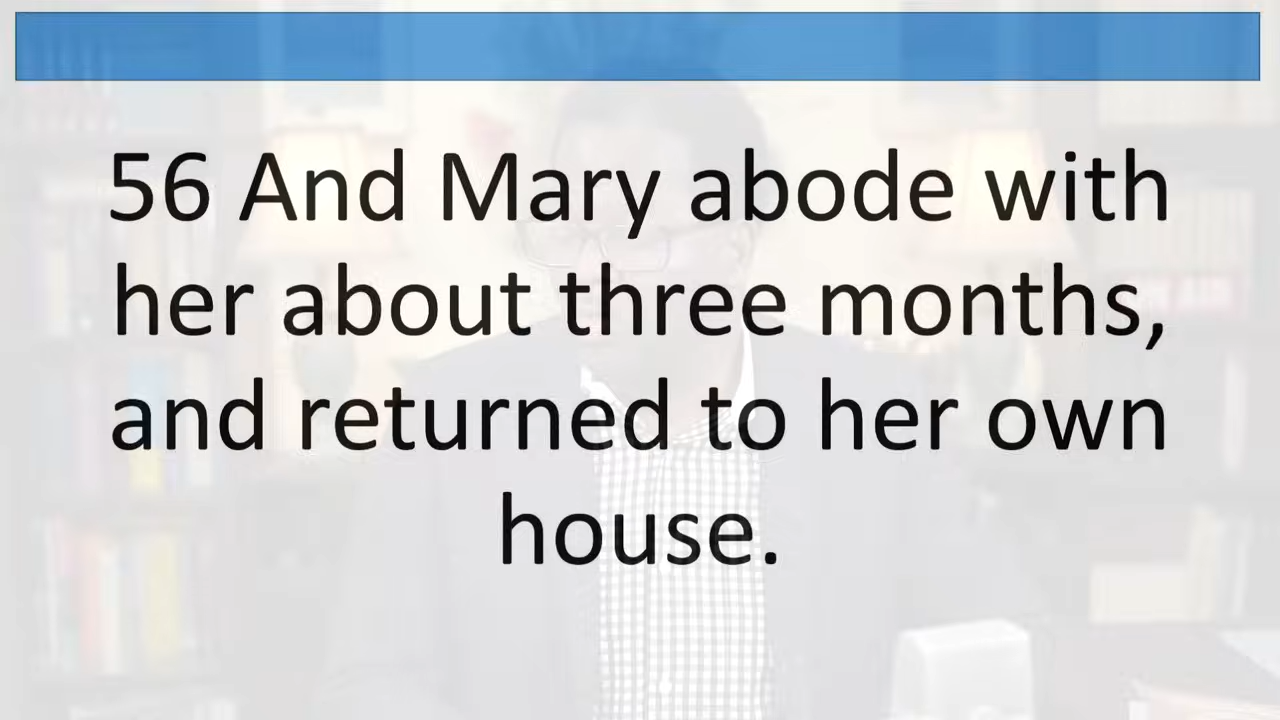 56 And Mary abode with
her about three months,
and returned to her own
house.